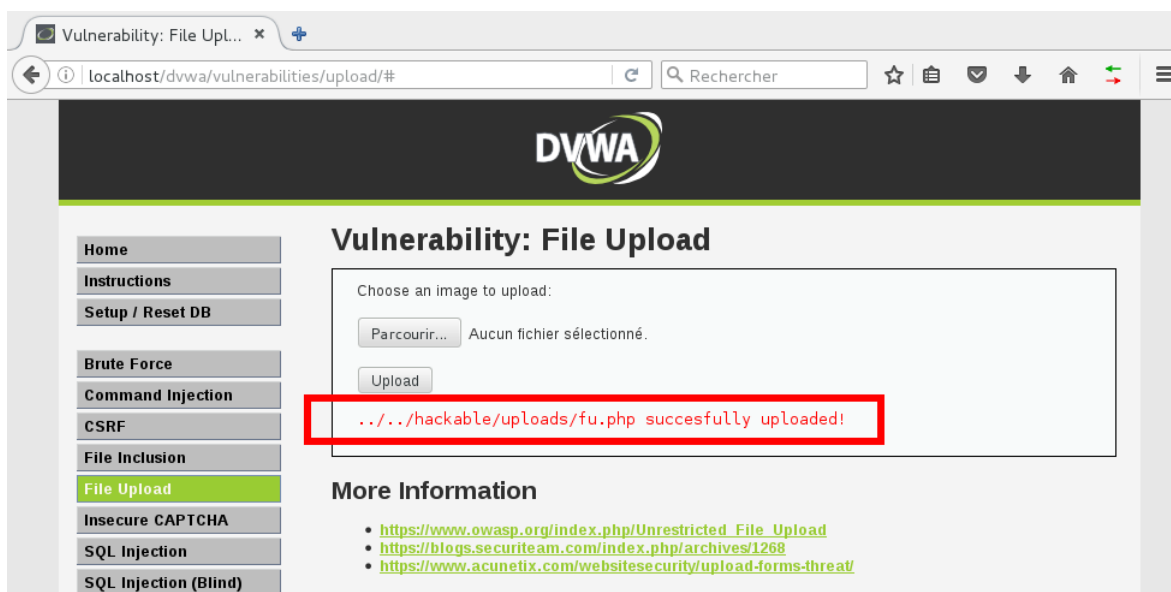 Vulnerability: File Upl...
localhost/dvwa/vulnerabilities/upload/#
Rechercher
DVWA
Home
Instructions
Setup / Reset DB
Brute Force
Command Injection
CSRF
File Inclusion
File Upload
Insecure CAPTCHA
SQL Injection
SQL Injection (Blind)
Vulnerability: File Upload
Choose an image to upload:
Parcourir... Aucun fichier sélectionné.
Upload
../../hackable/uploads/fu.php succesfully uploaded!
More Information
https://www.owasp.org/index.php/Unrestricted_File_Upload
https://blogs.securiteam.com/index.php/archives/1268
https://www.acunetix.com/websitesecurity/upload-forms-threat/